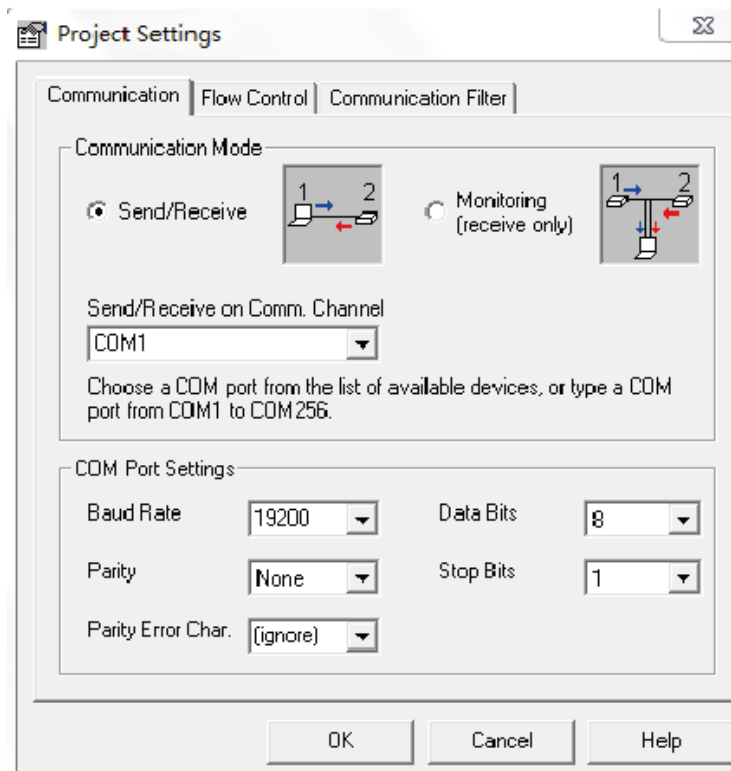 Project Settings
Communication
Flow Control
Communication Filter
Communication Mode
Send/Receive
1 2
Monitoring
(receive only)
1 2
Send/Receive on Comm. Channel
COM1
Choose a COM port from the list of available devices, or type a COM
port from COM1 to COM256.
COM Port Settings
Baud Rate
19200
Data Bits
8
Parity
None
Stop Bits
1
Parity Error Char.
(ignore)
OK
Cancel
Help